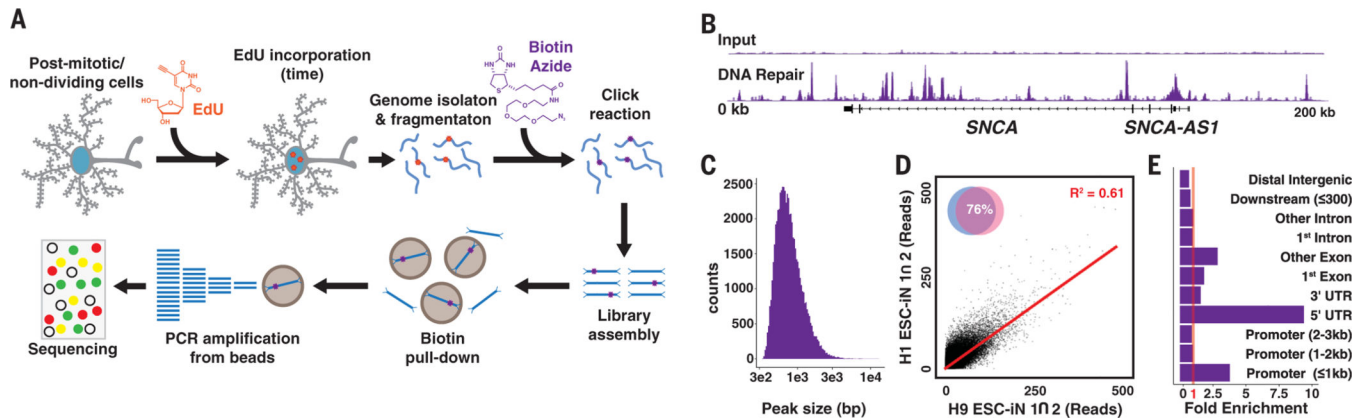 A
Post-mitotic/
non-dividing cells
EdU
EdU incorporation
(time)
Genome isolaton
& fragmentaton
Biotin
Azide
Click
reaction
Library
assembly
Biotin
pull-down
PCR amplification
from beads
Sequencing
B
Input
DNA Repair
0 kb
SNCA
SNCA-AS1
200 kb
C
counts
2500
2000
1500
1000
500
0
3e2
1e3
3e3
1e4
Peak size (bp)
D
H1 ESC-iN 1∩ 2 (Reads)
500
250
0
76%
R² = 0.61
0
250
500
H9 ESC-iN 1∩ 2 (Reads)
E
Distal Intergenic
Downstream (≤300)
Other Intron
1st Intron
Other Exon
1st Exon
3' UTR
5' UTR
Promoter (2-3kb)
Promoter (1-2kb)
Promoter (≤1kb)
0
1
2.5
5
7.5
10
Fold Enrichment